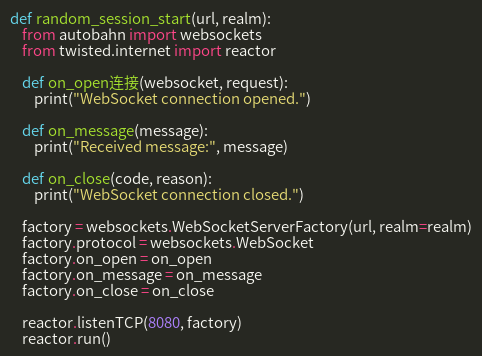 def random_session_start(url, realm):
from autobahn import websockets
from twisted.internet import reactor
def on_open连接(websocket, request):
print("WebSocket connection opened.")
def on_message(message):
print("Received message:", message)
def on_close(code, reason):
print("WebSocket connection closed.")
factory = websockets.WebSocketServerFactory(url, realm=realm)
factory.protocol = websockets.WebSocket
factory.on_open = on_open
factory.on_message = on_message
factory.on_close = on_close
reactor.listenTCP(8080, factory)
reactor.run()